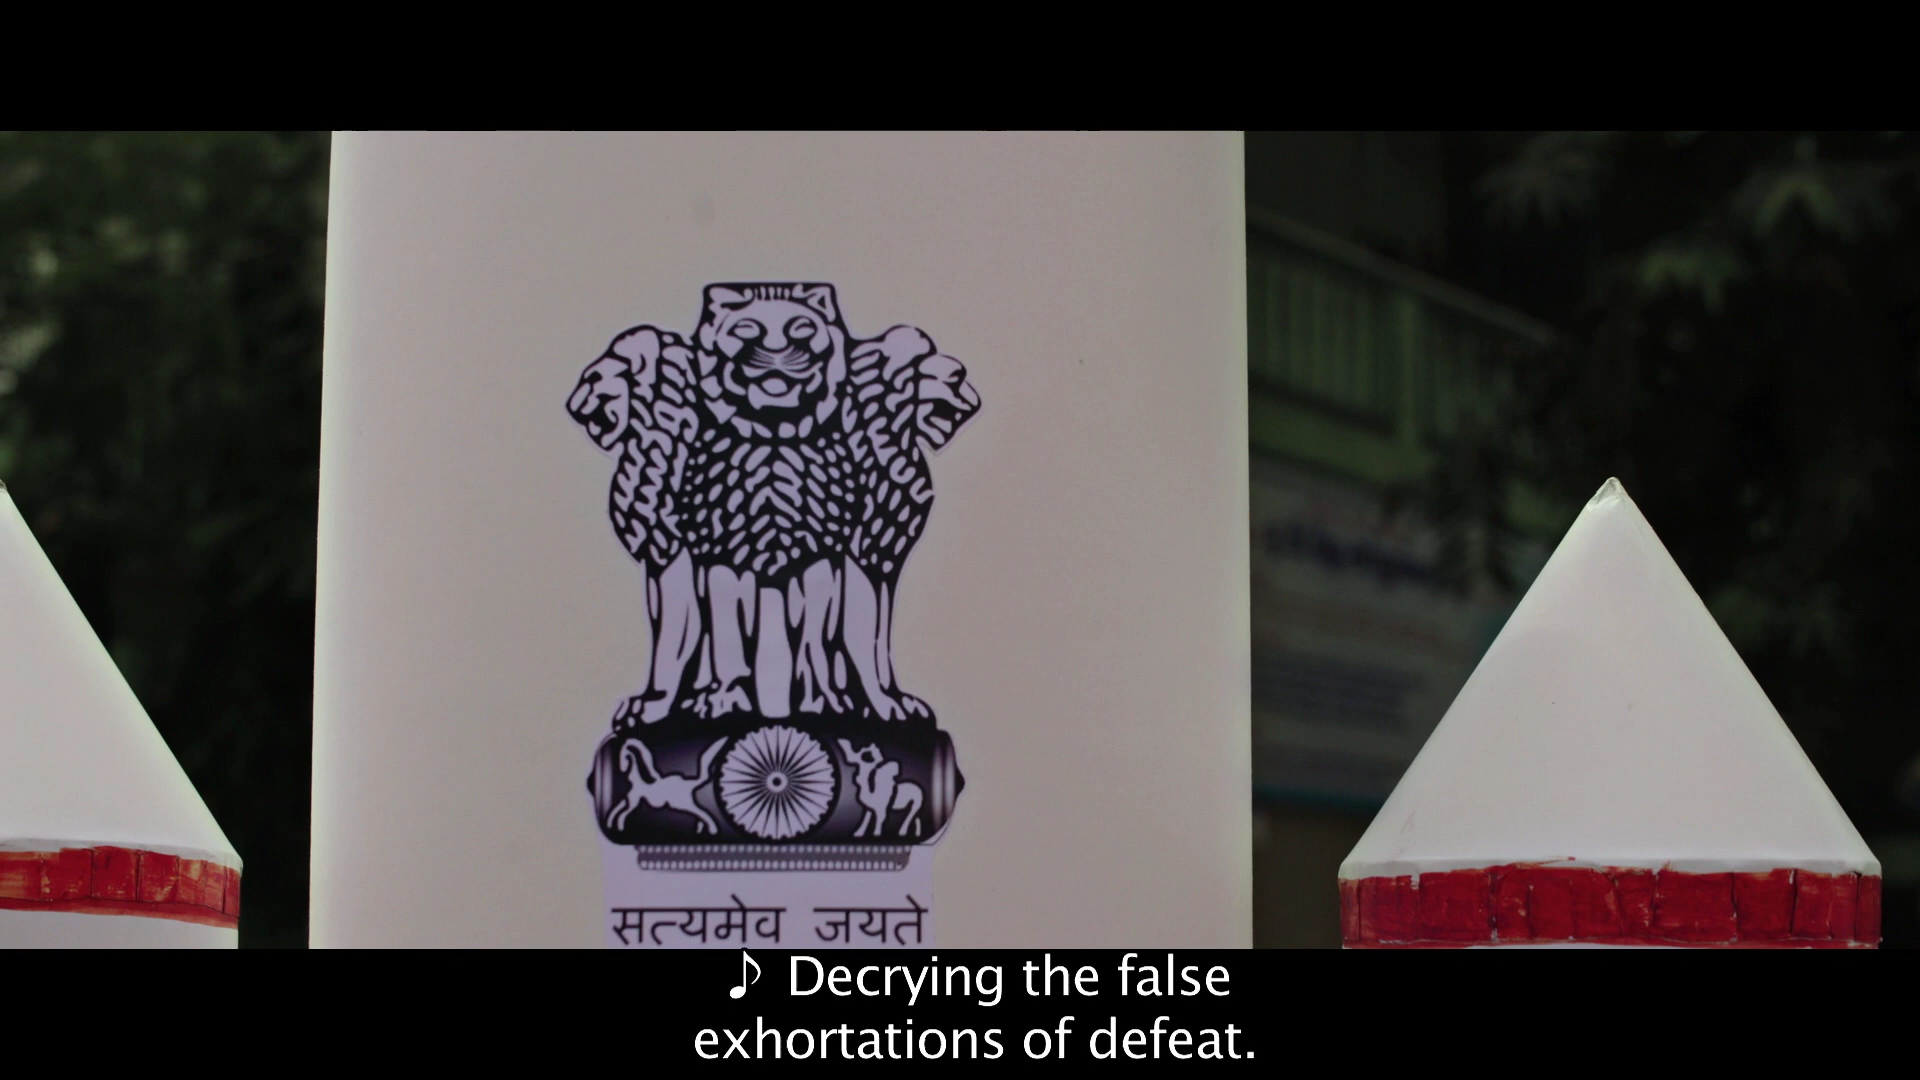 सत्यमेव जयते
♪ Decrying the false
exhortations of defeat.